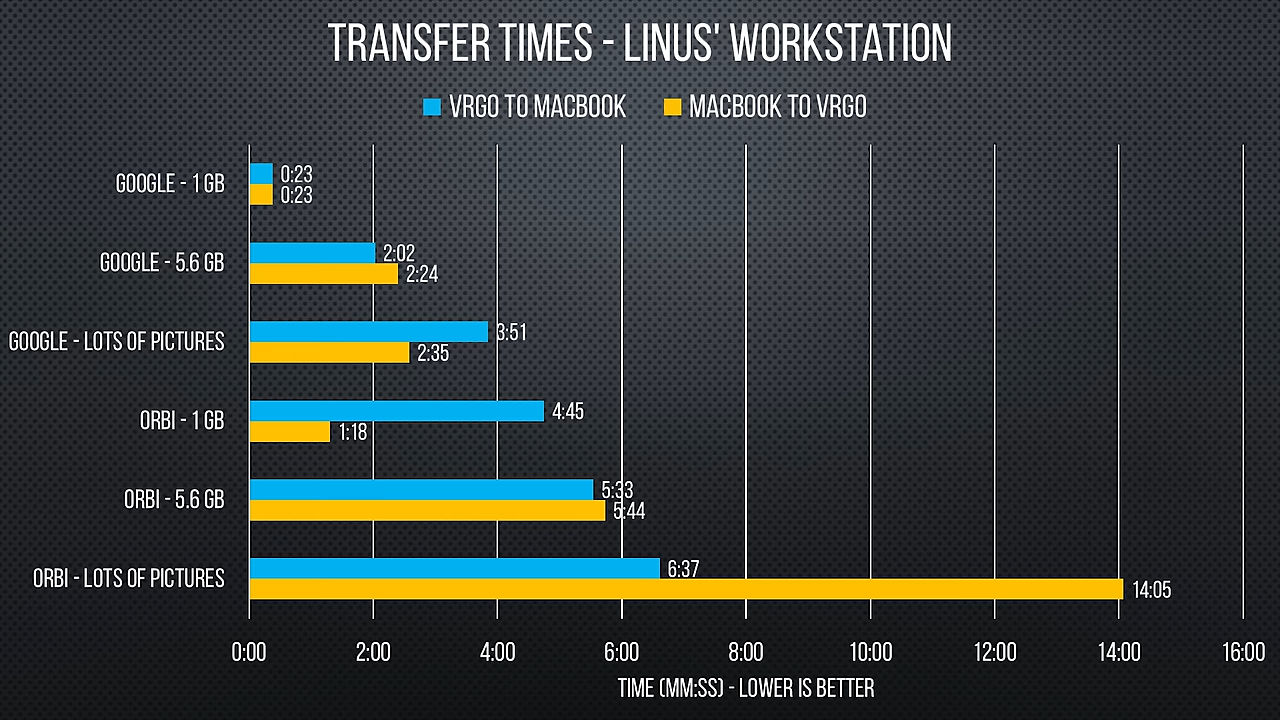 TRANSFER TIMES - LINUS' WORKSTATION
VRGO TO MACBOOK MACBOOK TO VRGO
GOOGLE - 1 GB
0:23
0:23
GOOGLE - 5.6 GB
2:02
2:24
GOOGLE - LOTS OF PICTURES
3:51
2:35
ORBI - 1 GB
4:45
1:18
ORBI - 5.6 GB
5:33
5:44
ORBI - LOTS OF PICTURES
6:37
14:05
0:00 2:00 4:00 6:00 8:00 10:00 12:00 14:00 16:00
TIME (MM:SS) - LOWER IS BETTER